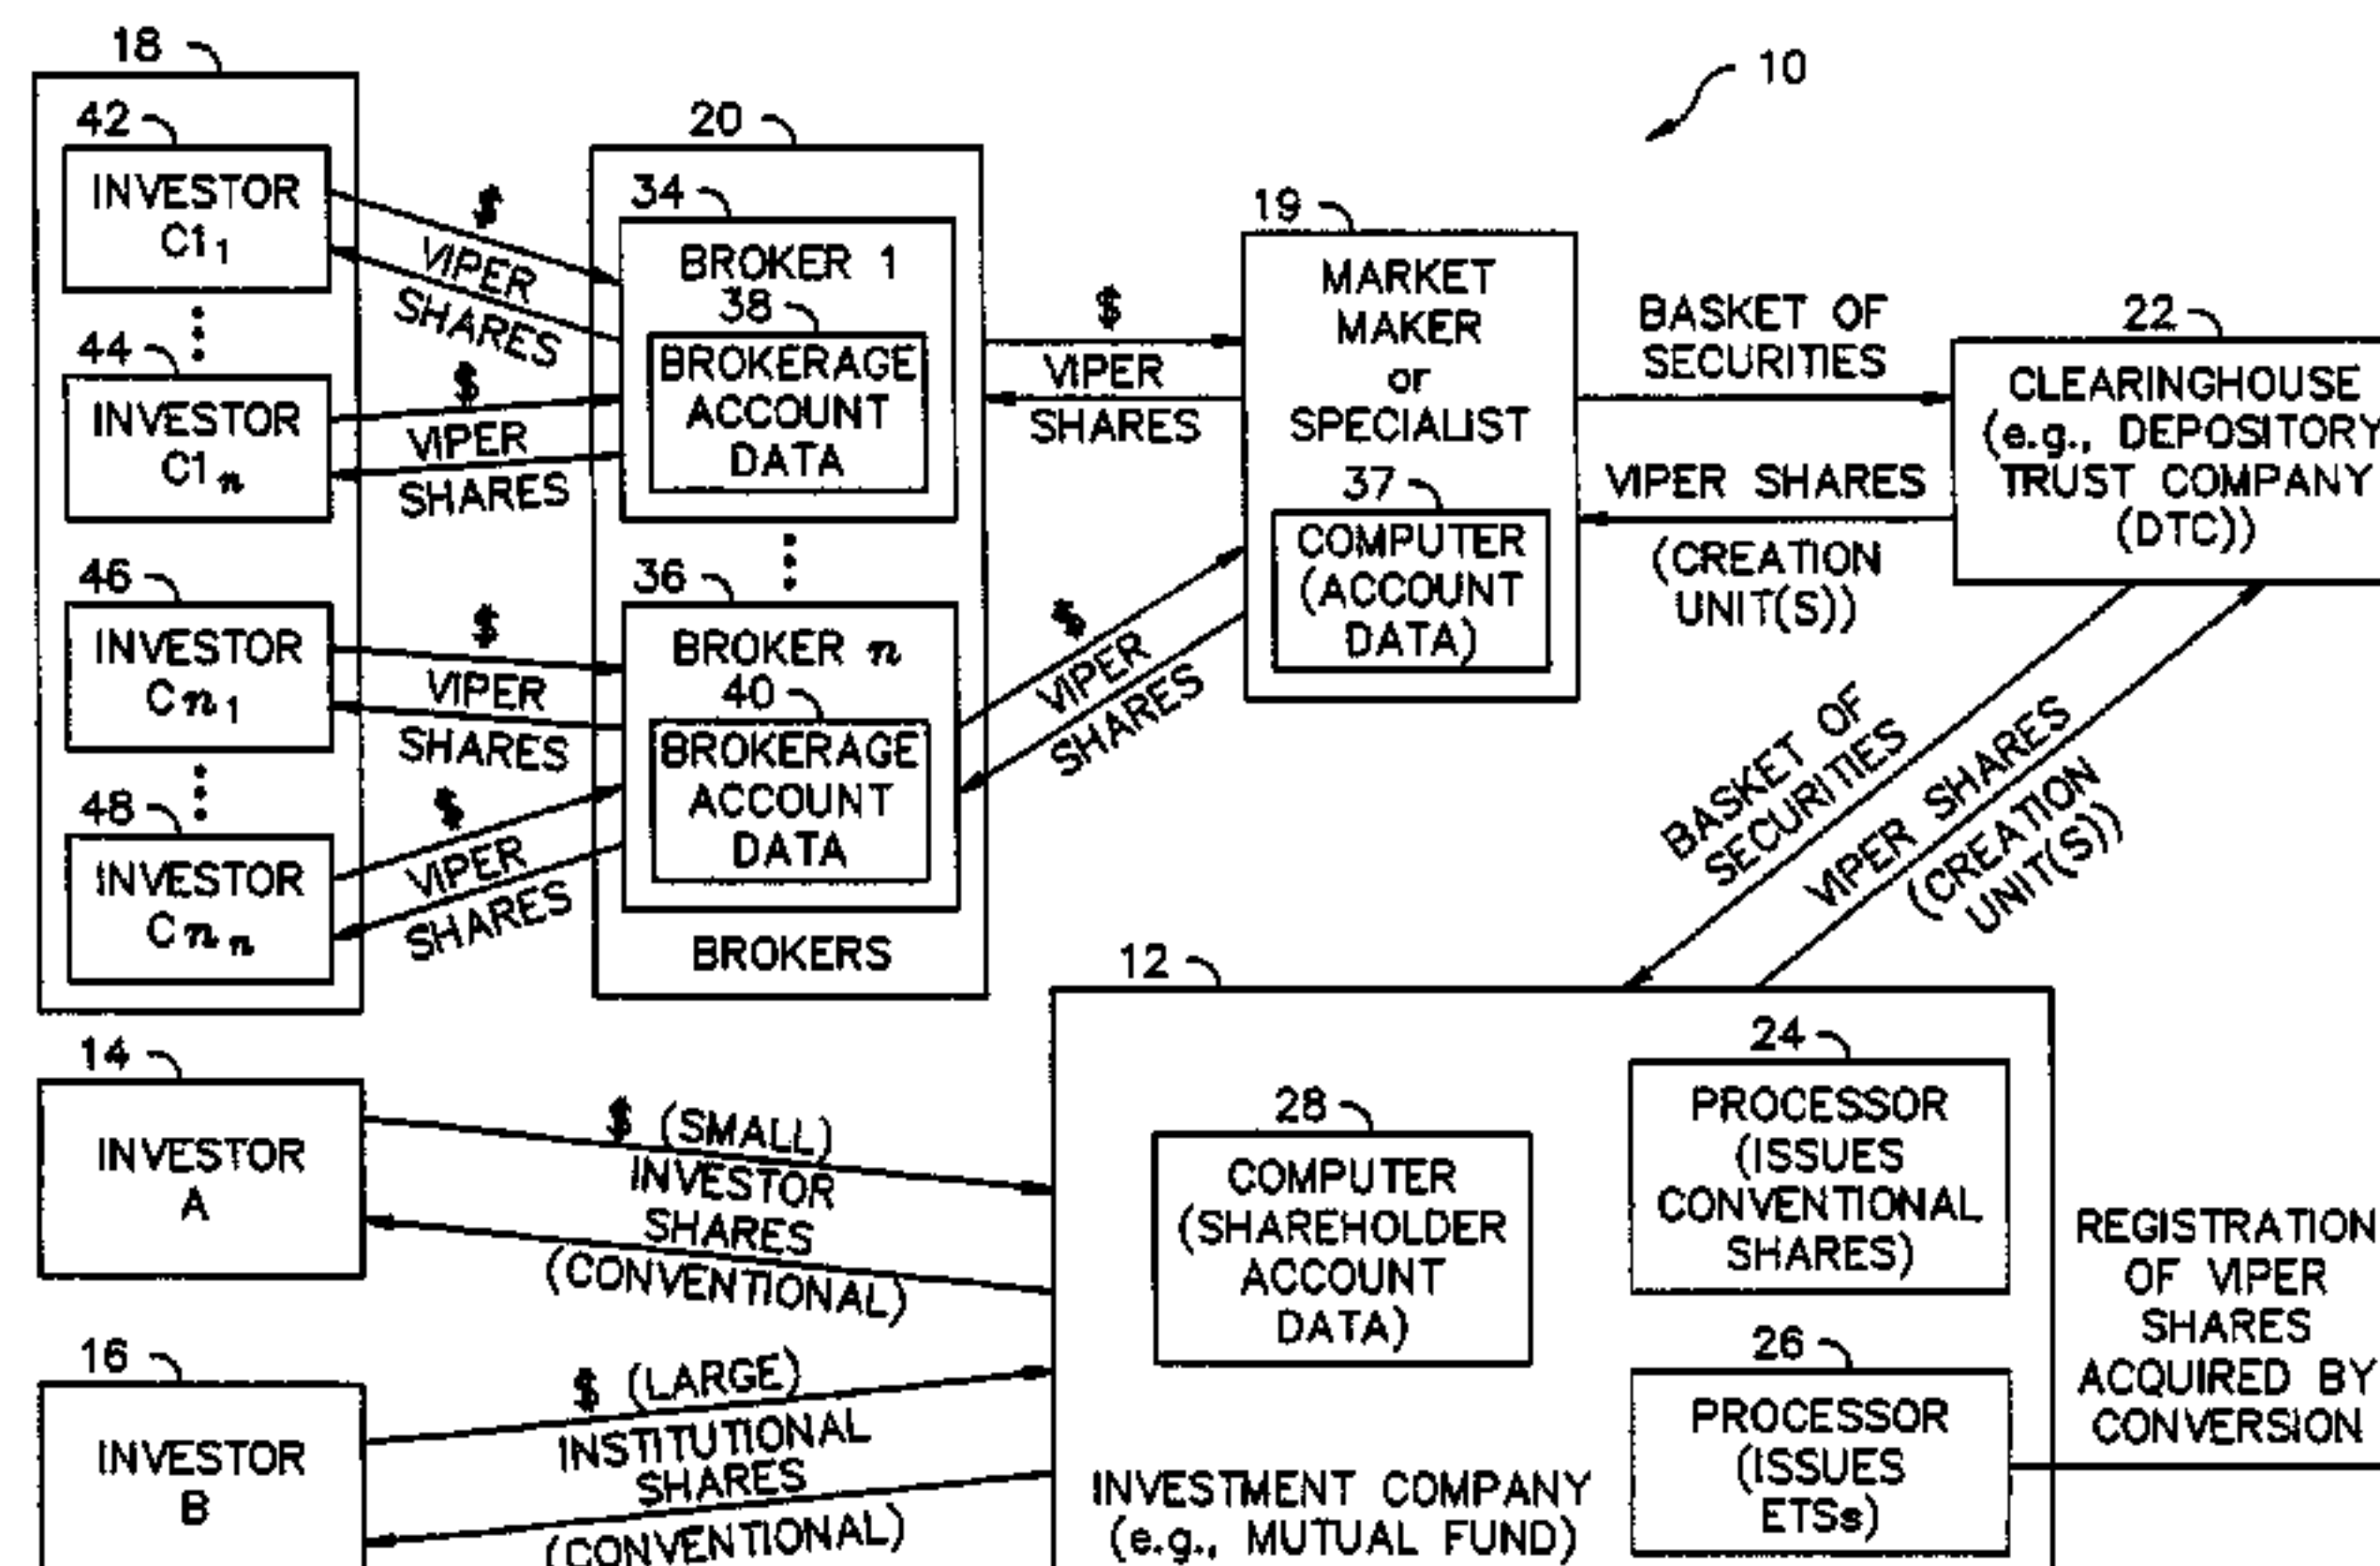 18
10
42
INVESTOR
C1₁
44
INVESTOR
C1ₙ
46
INVESTOR
Cn₁
48
INVESTOR
Cnₙ
$
VIPER
SHARES
$
VIPER
SHARES
$
VIPER
SHARES
$
VIPER
SHARES
20
34
BROKER 1
38
BROKERAGE
ACCOUNT
DATA
36
BROKER n
40
BROKERAGE
ACCOUNT
DATA
BROKERS
$
VIPER
SHARES
$
VIPER
SHARES
19
MARKET
MAKER
or
SPECIALIST
37
COMPUTER
(ACCOUNT
DATA)
BASKET OF
SECURITIES
VIPER SHARES
(CREATION
UNIT(S))
22
CLEARINGHOUSE
(e.g., DEPOSITORY
TRUST COMPANY
(DTC))
BASKET OF
SECURITIES
VIPER SHARES
(CREATION
UNIT(S))
14
INVESTOR
A
$ (SMALL)
INVESTOR
SHARES
(CONVENTIONAL)
16
INVESTOR
B
$ (LARGE)
INSTITUTIONAL
SHARES
(CONVENTIONAL)
12
28
COMPUTER
(SHAREHOLDER
ACCOUNT
DATA)
24
PROCESSOR
(ISSUES
CONVENTIONAL
SHARES)
26
PROCESSOR
(ISSUES
ETSs)
INVESTMENT COMPANY
(e.g., MUTUAL FUND)
REGISTRATION
OF VIPER
SHARES
ACQUIRED BY
CONVERSION